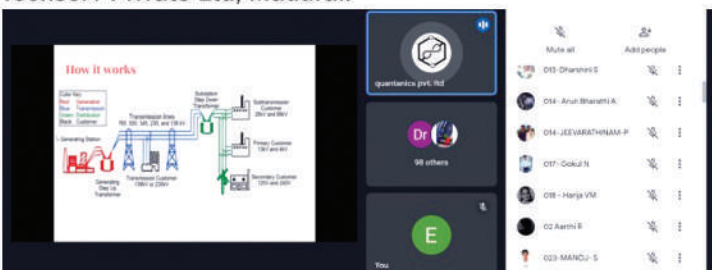 How it works
Color Key:
Red Generation
Blue Transmission
Green Distribution
Black Customer
Generating Station
Generating
Step Up
Transformer
Transmission lines
765, 500, 345, 230, and 138 kV
Transmission Customer
138kV or 230kV
Substation
Step Down
Transformer
Subtransmission
Customer
26kV and 69kV
Primary Customer
13kV and 4kV
Secondary Customer
120V and 240V
quantanics pvt. ltd
Dr
98 others
E
You
Mute all
Add people
013-Dharshini S
014- Arun Bharathi A
014-JEEVARATHINAM-P
017-Gokul N
018 - Harija VM
02 Aarthi B
023-MANOJ- S